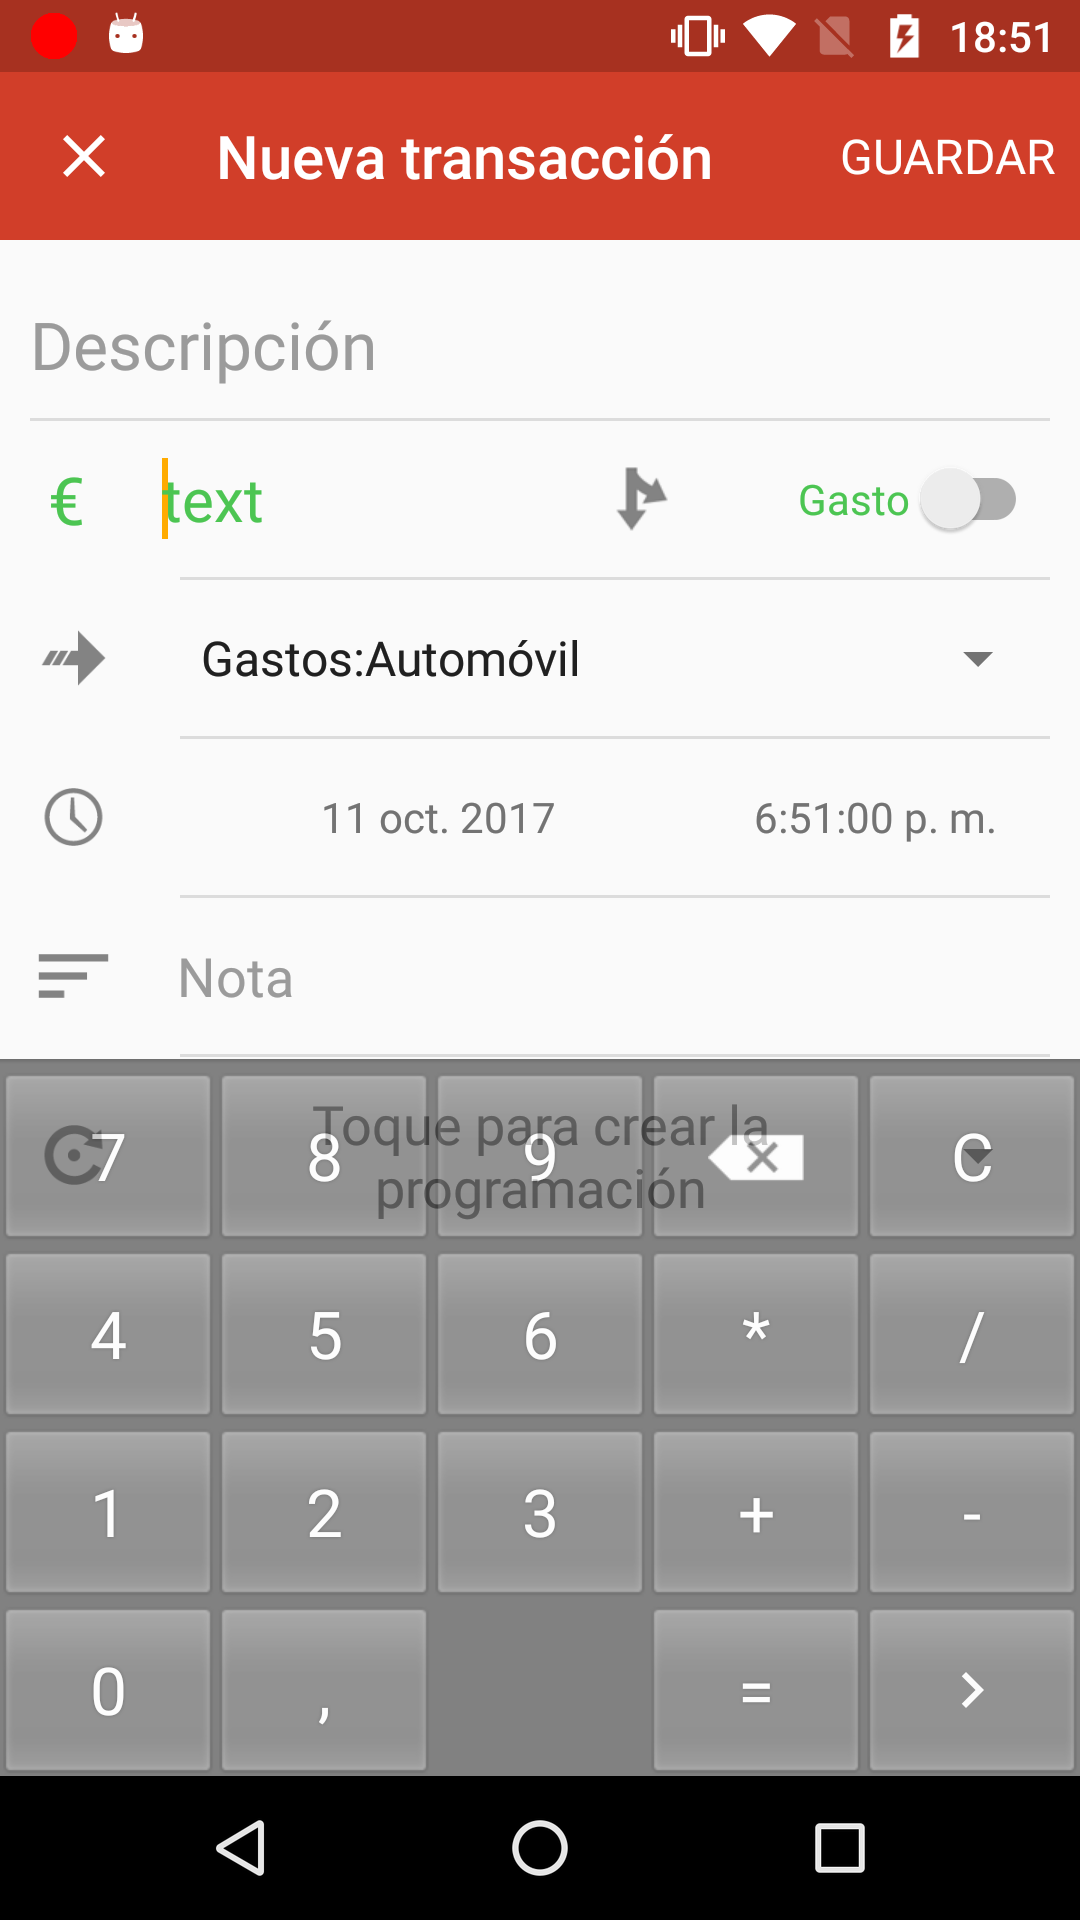 18:51
Nueva transacción GUARDAR
Descripción
€ text Gasto
Gastos:Automóvil
11 oct. 2017 6:51:00 p. m.
Nota
Toque para crear la
programación
7 8 9 C
4 5 6 * /
1 2 3 + -
0 , = >